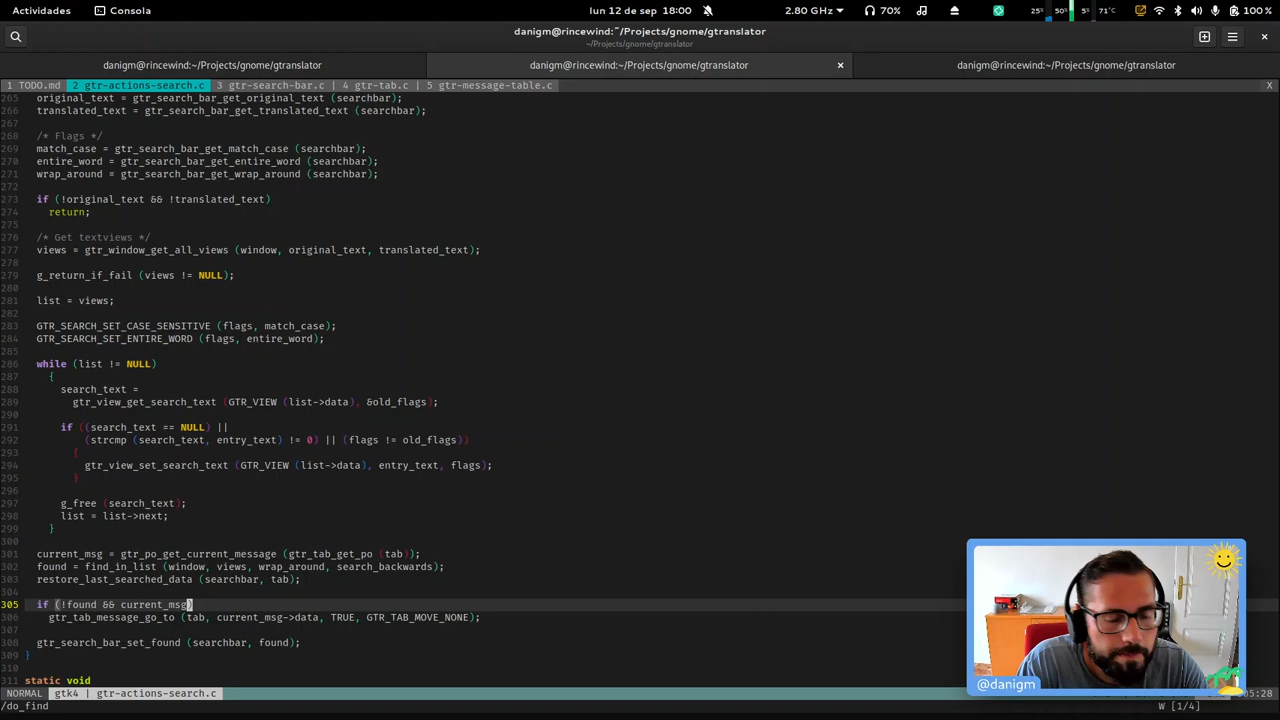 Actividades
Consola
lun 12 de sep 18:00
2.80 GHz
70%
25%
50%
5%
71°C
100 %
danigm@rincewind:~/Projects/gnome/gtranslator
~/Projects/gnome/gtranslator
danigm@rincewind:~/Projects/gnome/gtranslator
danigm@rincewind:~/Projects/gnome/gtranslator
danigm@rincewind:~/Projects/gnome/gtranslator
1 TODO.md 2 gtr-actions-search.c 3 gtr-search-bar.c | 4 gtr-tab.c | 5 gtr-message-table.c X
265 original_text = gtr_search_bar_get_original_text (searchbar);
266 translated_text = gtr_search_bar_get_translated_text (searchbar);
267
268 /* Flags */
269 match_case = gtr_search_bar_get_match_case (searchbar);
270 entire_word = gtr_search_bar_get_entire_word (searchbar);
271 wrap_around = gtr_search_bar_get_wrap_around (searchbar);
272
273 if (!original_text && !translated_text)
274 return;
275
276 /* Get textviews */
277 views = gtr_window_get_all_views (window, original_text, translated_text);
278
279 g_return_if_fail (views != NULL);
280
281 list = views;
282
283 GTR_SEARCH_SET_CASE_SENSITIVE (flags, match_case);
284 GTR_SEARCH_SET_ENTIRE_WORD (flags, entire_word);
285
286 while (list != NULL)
287 {
288 search_text =
289 gtr_view_get_search_text (GTR_VIEW (list->data), &old_flags);
290
291 if ((search_text == NULL) ||
292 (strcmp (search_text, entry_text) != 0) || (flags != old_flags))
293 {
294 gtr_view_set_search_text (GTR_VIEW (list->data), entry_text, flags);
295 }
296
297 g_free (search_text);
298 list = list->next;
299 }
300
301 current_msg = gtr_po_get_current_message (gtr_tab_get_po (tab));
302 found = find_in_list (window, views, wrap_around, search_backwards);
303 restore_last_searched_data (searchbar, tab);
304
305 if (!found && current_msg)
306 gtr_tab_message_go_to (tab, current_msg->data, TRUE, GTR_TAB_MOVE_NONE);
307
308 gtr_search_bar_set_found (searchbar, found);
309 }
310
311 static void
NORMAL gtk4 | gtr-actions-search.c
05:28
/do_find
W [1/4]
@danigm